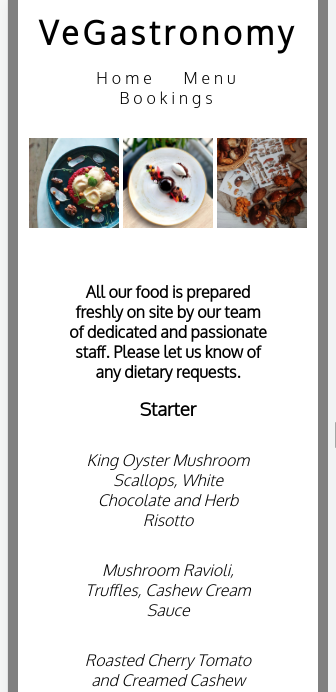 VeGastronomy
Home Menu
Bookings
All our food is prepared
freshly on site by our team
of dedicated and passionate
staff. Please let us know of
any dietary requests.
Starter
King Oyster Mushroom
Scallops, White
Chocolate and Herb
Risotto
Mushroom Ravioli,
Truffles, Cashew Cream
Sauce
Roasted Cherry Tomato
and Creamed Cashew